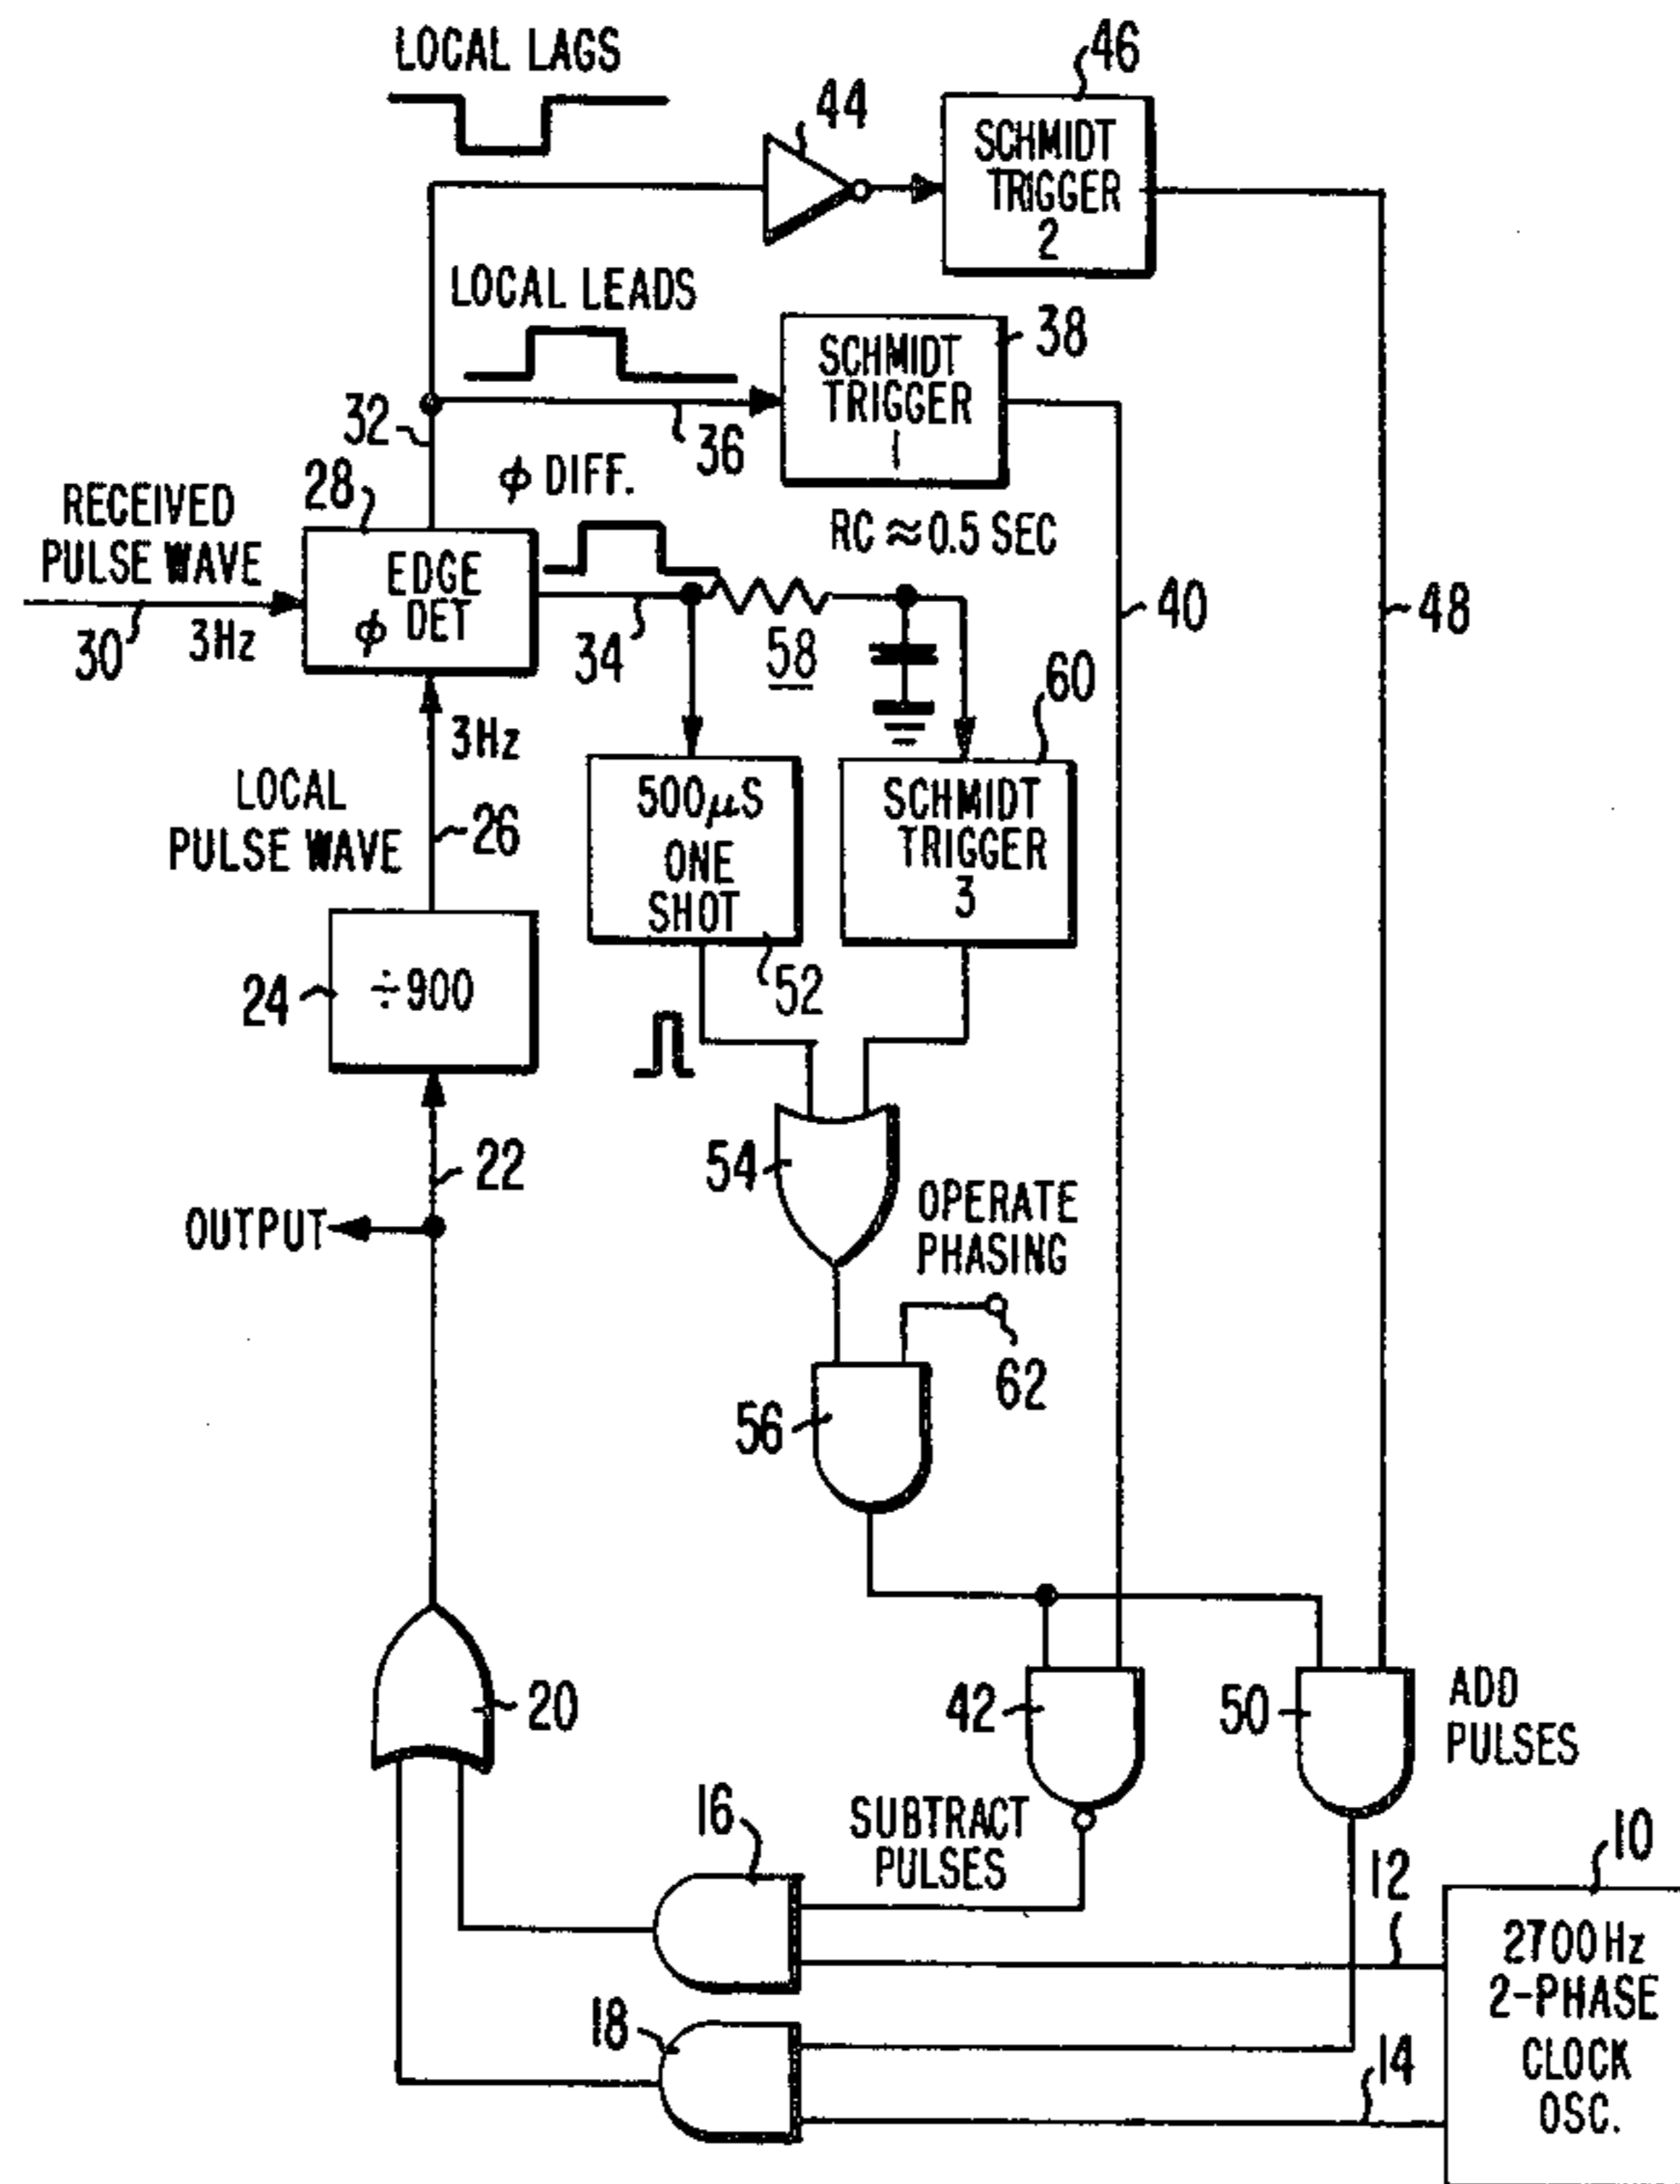 LOCAL LAGS
46
44
SCHMIDT
TRIGGER
2
LOCAL LEADS
38
SCHMIDT
TRIGGER
1
32
36
φ DIFF.
28
RECEIVED
PULSE WAVE
RC ≈ 0.5 SEC
EDGE
φ DET
40
48
30
3Hz
34
58
60
3Hz
LOCAL
PULSE WAVE
26
500μS
ONE
SHOT
SCHMIDT
TRIGGER
3
24
÷900
52
54
22
OPERATE
PHASING
OUTPUT
62
56
20
42
50
ADD
PULSES
16
SUBTRACT
PULSES
12
10
2700 Hz
2-PHASE
CLOCK
OSC.
18
14